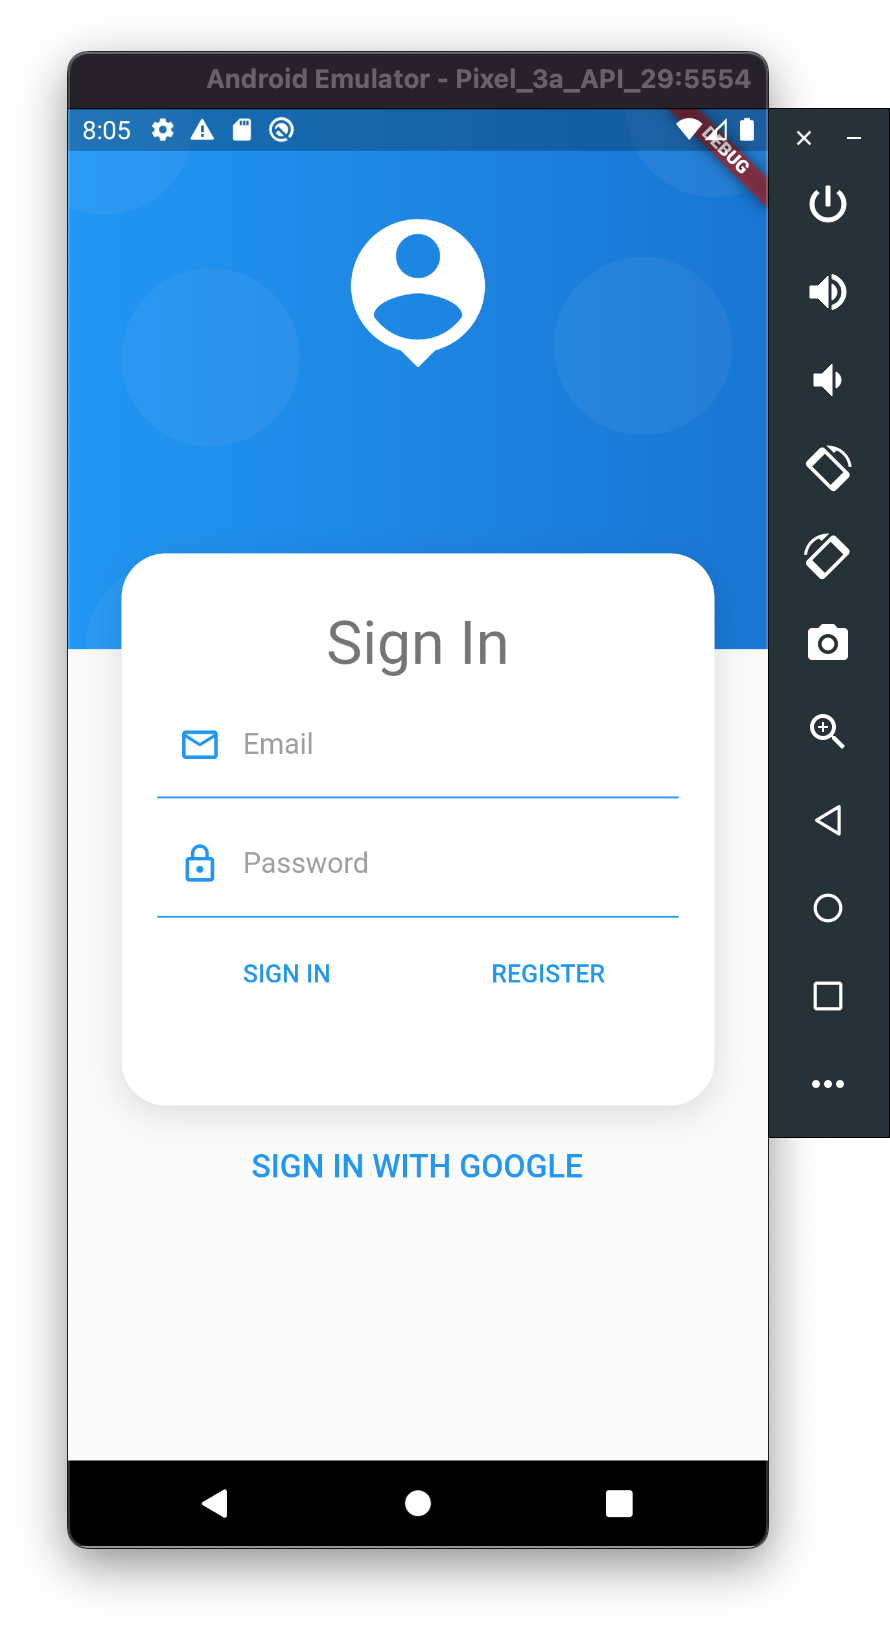 Android Emulator - Pixel_3a_API_29:5554
8:05
DEBUG
Sign In
Email
Password
SIGN IN
REGISTER
SIGN IN WITH GOOGLE